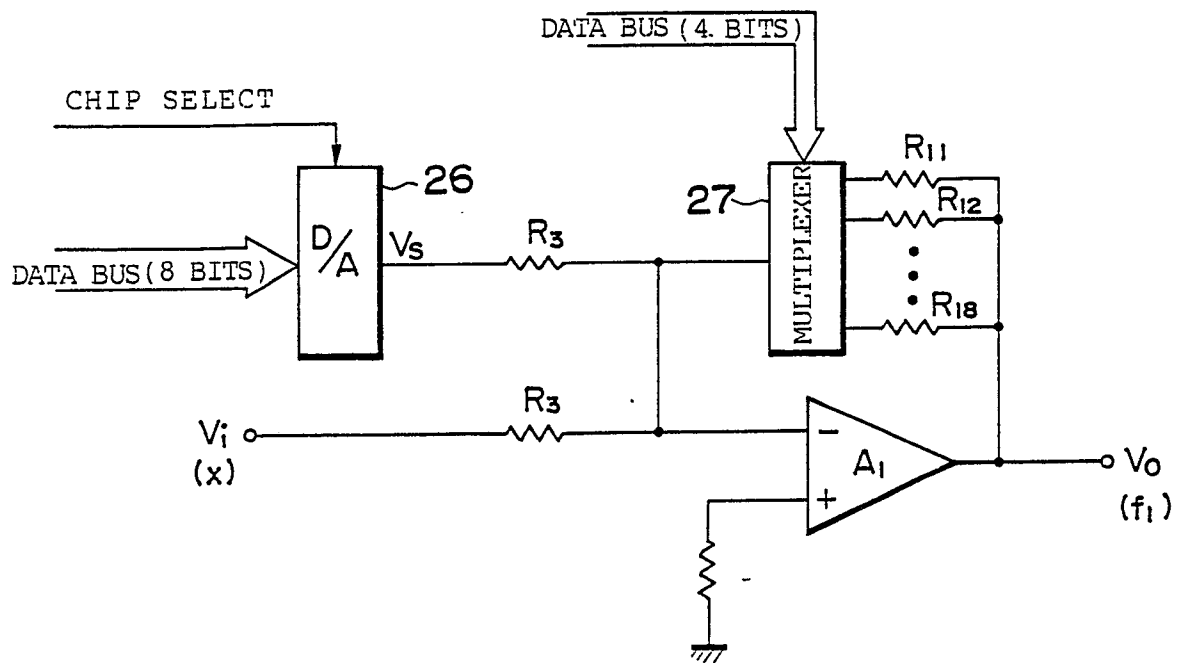 DATA BUS (4. BITS)
CHIP SELECT
26
D/A
DATA BUS (8 BITS)
Vs
R3
27
MULTIPLEXER
R11
R12
R18
R3
Vi
(x)
−
A1
+
Vo
(f1)